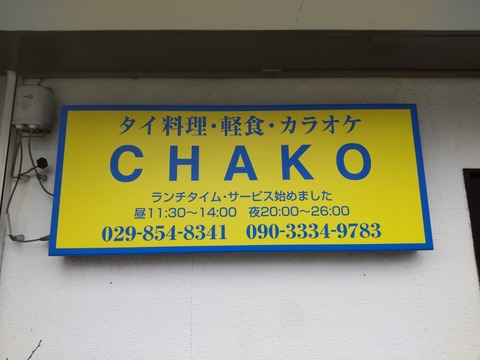 タイ料理・軽食・カラオケ
CHAKO
ランチタイム・サービス始めました
昼11:30〜14:00 夜20:00〜26:00
029-854-8341 090-3334-9783